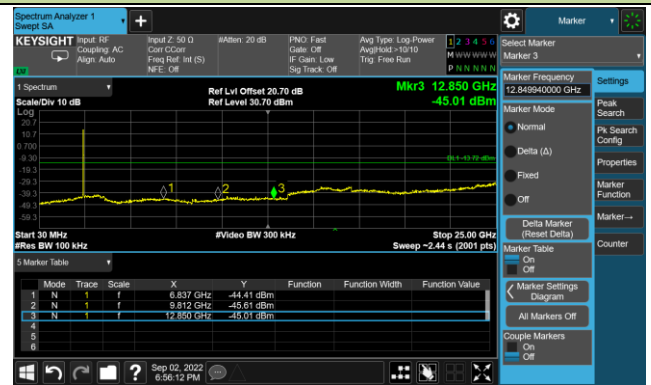 Spectrum Analyzer 1
Swept SA
Marker
KEYSIGHT Input: RF Input Z: 50 Ω #Atten: 20 dB PNO: Fast Avg Type: Log-Power 1 2 3 4 5 6
Coupling: AC Corr CCorr Gate: Off Avg|Hold:>10/10 M W W W W W
Align: Auto Freq Ref: Int (S) IF Gain: Low Trig: Free Run P N N N N N
NFE: Off Sig Track: Off
Select Marker
Marker 3
1 Spectrum
Ref Lvl Offset 20.70 dB Mkr3 12.850 GHz
Scale/Div 10 dB Ref Level 30.70 dBm -45.01 dBm
Log
20.7
10.7
0.700
-9.30
DL1 -13.72 dBm
-19.3
-29.3
-39.3
-49.3
-59.3
1
2
3
Start 30 MHz #Video BW 300 kHz Stop 25.00 GHz
#Res BW 100 kHz Sweep ~2.44 s (2001 pts)
5 Marker Table
Mode Trace Scale X Y Function Function Width Function Value
1 N 1 f 6.837 GHz -44.41 dBm
2 N 1 f 9.812 GHz -45.61 dBm
3 N 1 f 12.850 GHz -45.01 dBm
4
5
6
Sep 02, 2022
6:56:12 PM
Marker Frequency
12.849940000 GHz
Marker Mode
Normal
Delta (Δ)
Fixed
Off
Delta Marker
(Reset Delta)
Marker Table
On
Off
Marker Settings
Diagram
All Markers Off
Couple Markers
On
Off
Settings
Peak
Search
Pk Search
Config
Properties
Marker
Function
Marker→
Counter